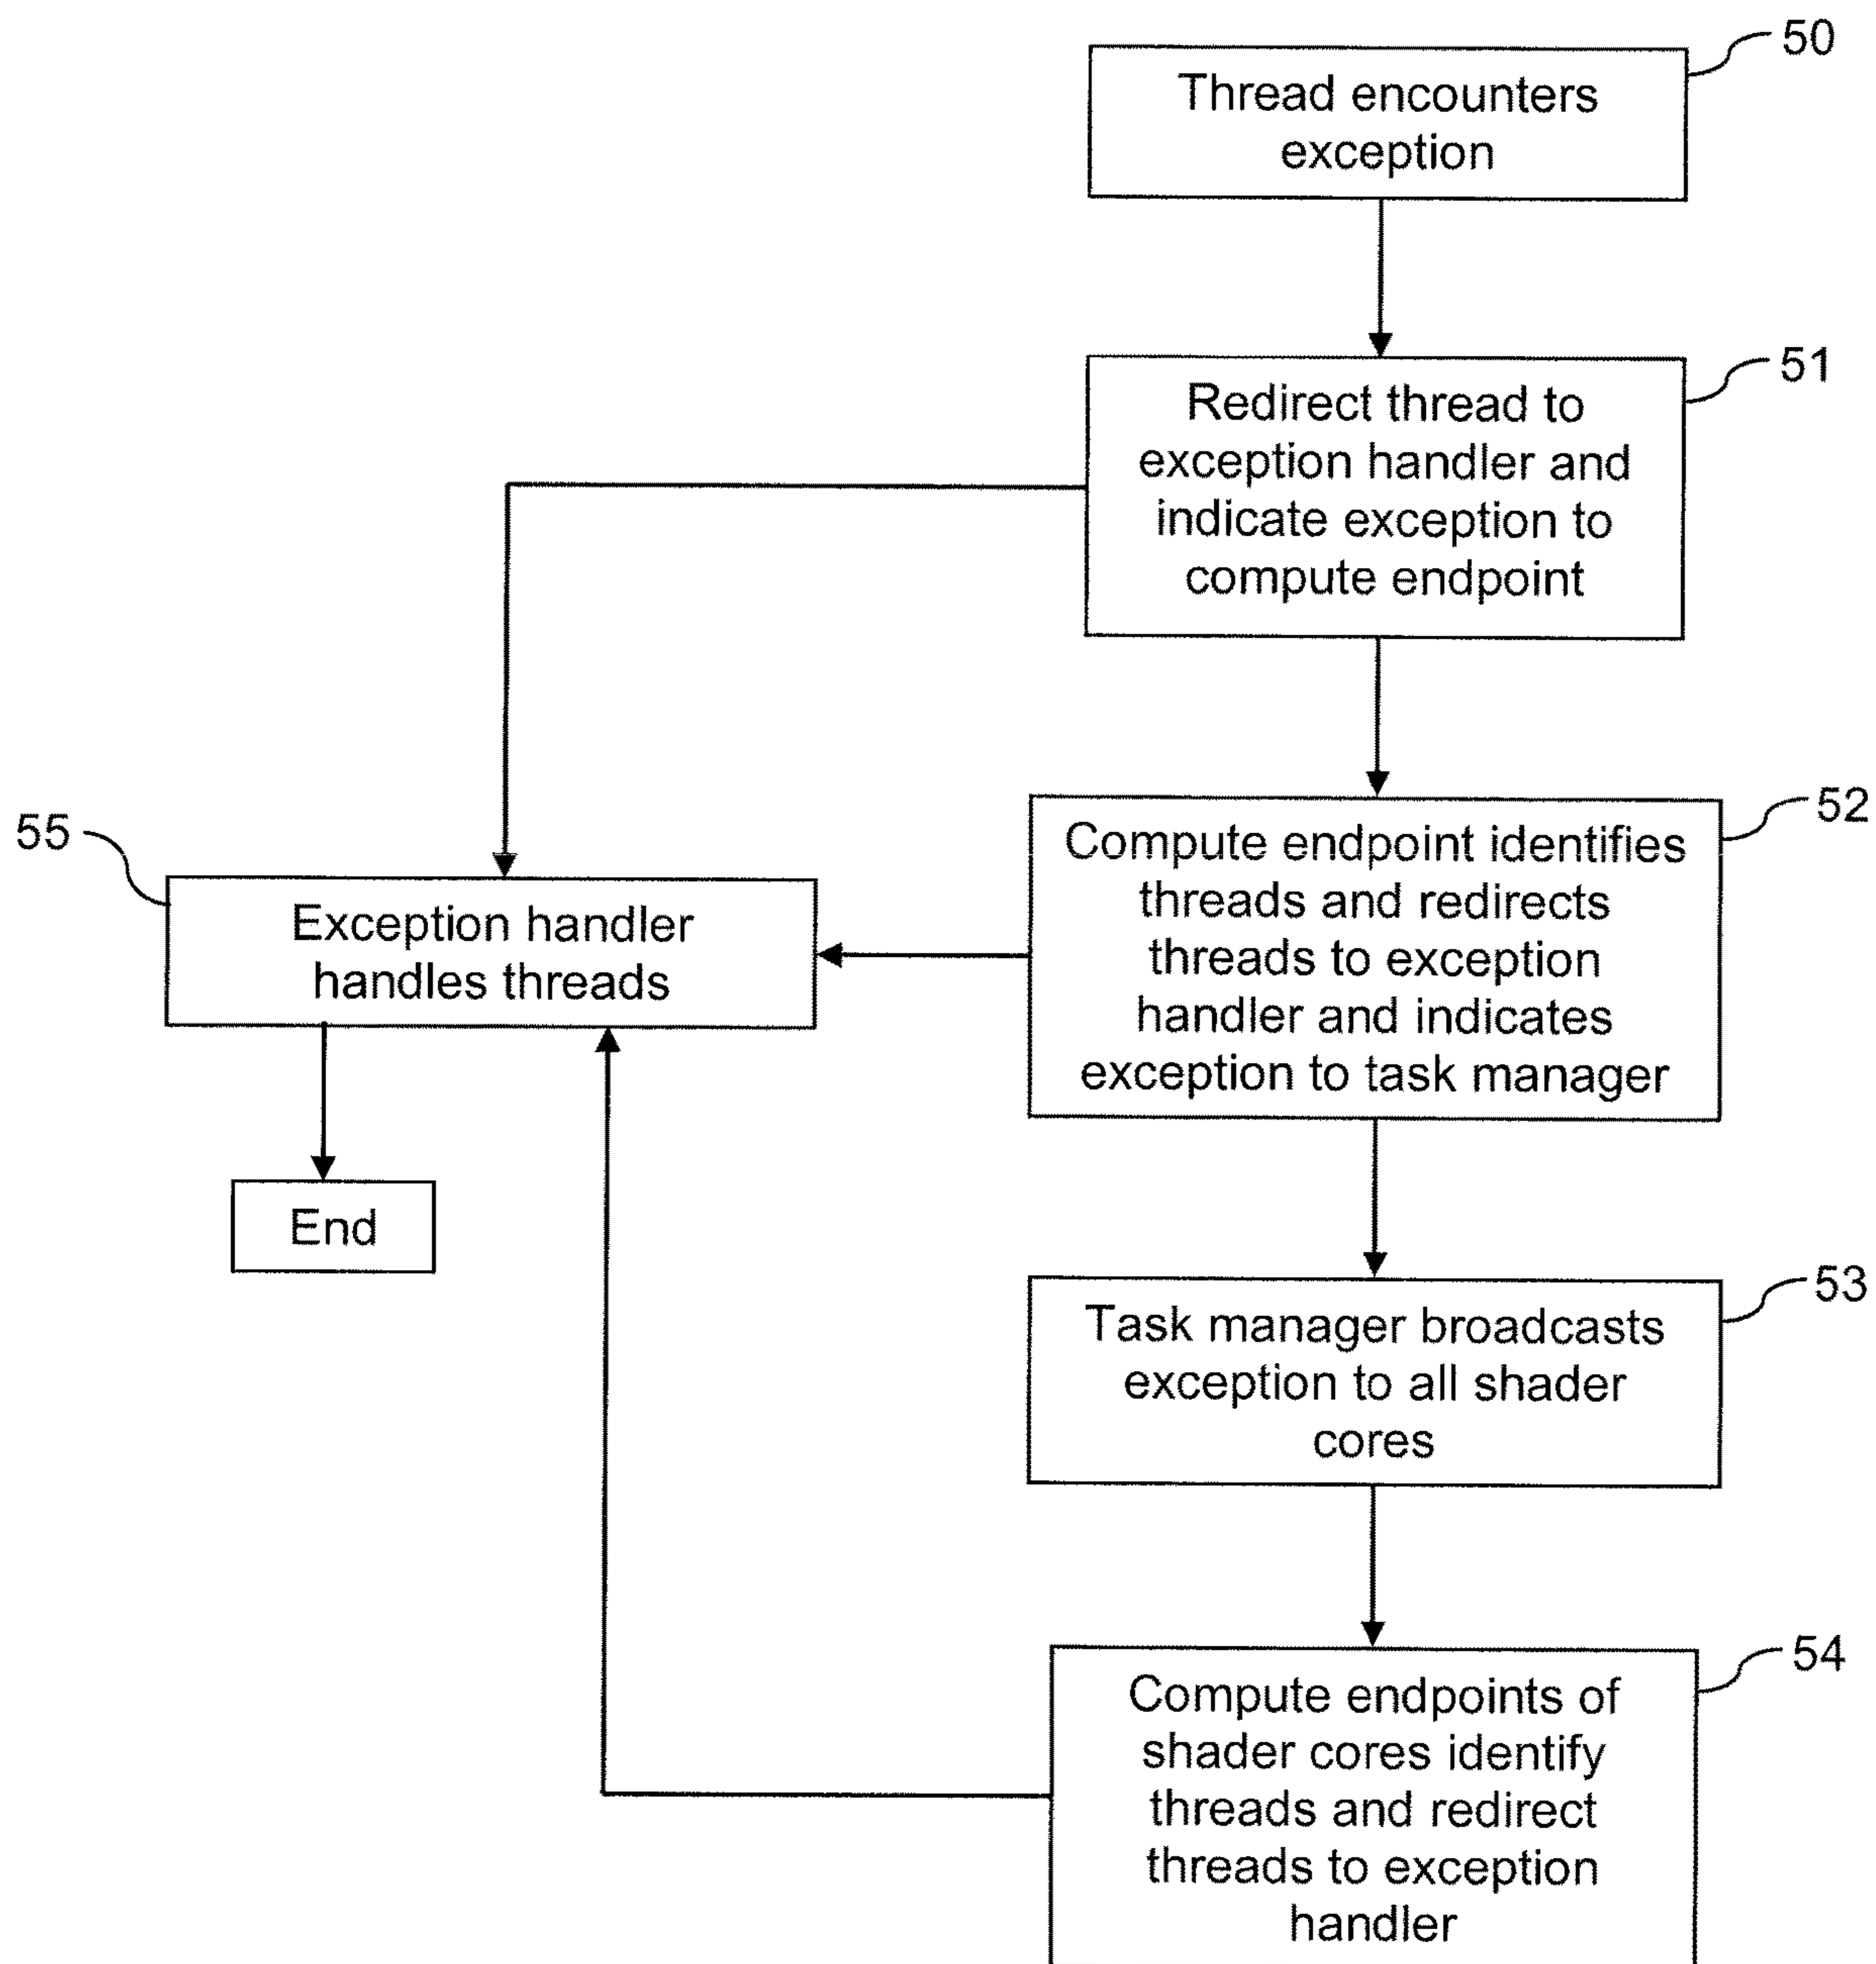 50
Thread encounters
exception
51
Redirect thread to
exception handler and
indicate exception to
compute endpoint
52
Compute endpoint identifies
threads and redirects
threads to exception
handler and indicates
exception to task manager
55
Exception handler
handles threads
End
53
Task manager broadcasts
exception to all shader
cores
54
Compute endpoints of
shader cores identify
threads and redirect
threads to exception
handler